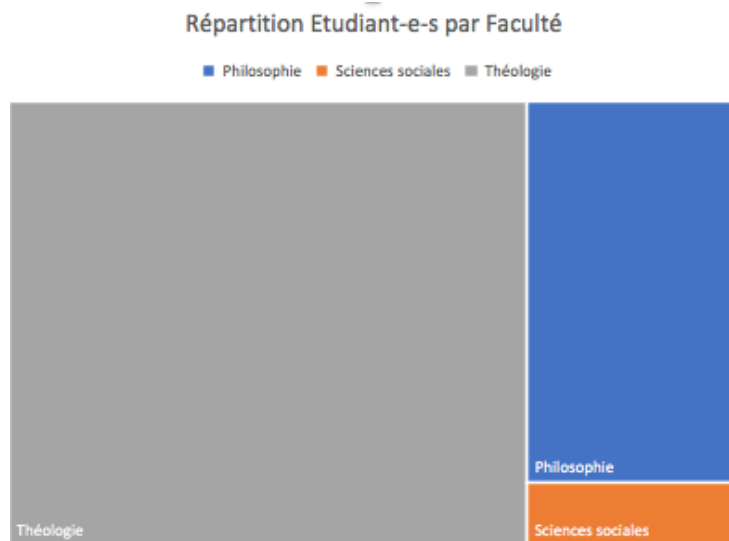 Répartition Etudiant-e-s par Faculté
Philosophie Sciences sociales Théologie
Philosophie
Théologie Sciences sociales